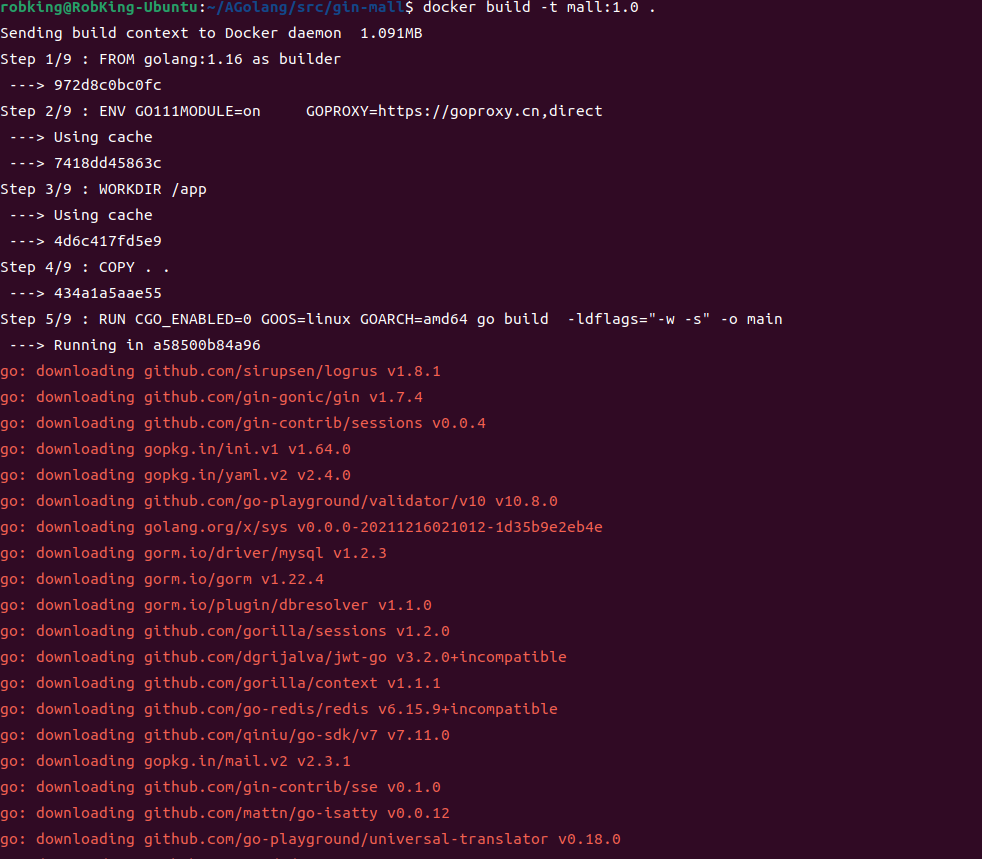 robking@RobKing-Ubuntu:~/AGolang/src/gin-mall$ docker build -t mall:1.0 .
Sending build context to Docker daemon  1.091MB
Step 1/9 : FROM golang:1.16 as builder
 ---> 972d8c0bc0fc
Step 2/9 : ENV GO111MODULE=on     GOPROXY=https://goproxy.cn,direct
 ---> Using cache
 ---> 7418dd45863c
Step 3/9 : WORKDIR /app
 ---> Using cache
 ---> 4d6c417fd5e9
Step 4/9 : COPY . .
 ---> 434a1a5aae55
Step 5/9 : RUN CGO_ENABLED=0 GOOS=linux GOARCH=amd64 go build  -ldflags="-w -s" -o main
 ---> Running in a58500b84a96
go: downloading github.com/sirupsen/logrus v1.8.1
go: downloading github.com/gin-gonic/gin v1.7.4
go: downloading github.com/gin-contrib/sessions v0.0.4
go: downloading gopkg.in/ini.v1 v1.64.0
go: downloading gopkg.in/yaml.v2 v2.4.0
go: downloading github.com/go-playground/validator/v10 v10.8.0
go: downloading golang.org/x/sys v0.0.0-20211216021012-1d35b9e2eb4e
go: downloading gorm.io/driver/mysql v1.2.3
go: downloading gorm.io/gorm v1.22.4
go: downloading gorm.io/plugin/dbresolver v1.1.0
go: downloading github.com/gorilla/sessions v1.2.0
go: downloading github.com/dgrijalva/jwt-go v3.2.0+incompatible
go: downloading github.com/gorilla/context v1.1.1
go: downloading github.com/go-redis/redis v6.15.9+incompatible
go: downloading github.com/qiniu/go-sdk/v7 v7.11.0
go: downloading gopkg.in/mail.v2 v2.3.1
go: downloading github.com/gin-contrib/sse v0.1.0
go: downloading github.com/mattn/go-isatty v0.0.12
go: downloading github.com/go-playground/universal-translator v0.18.0